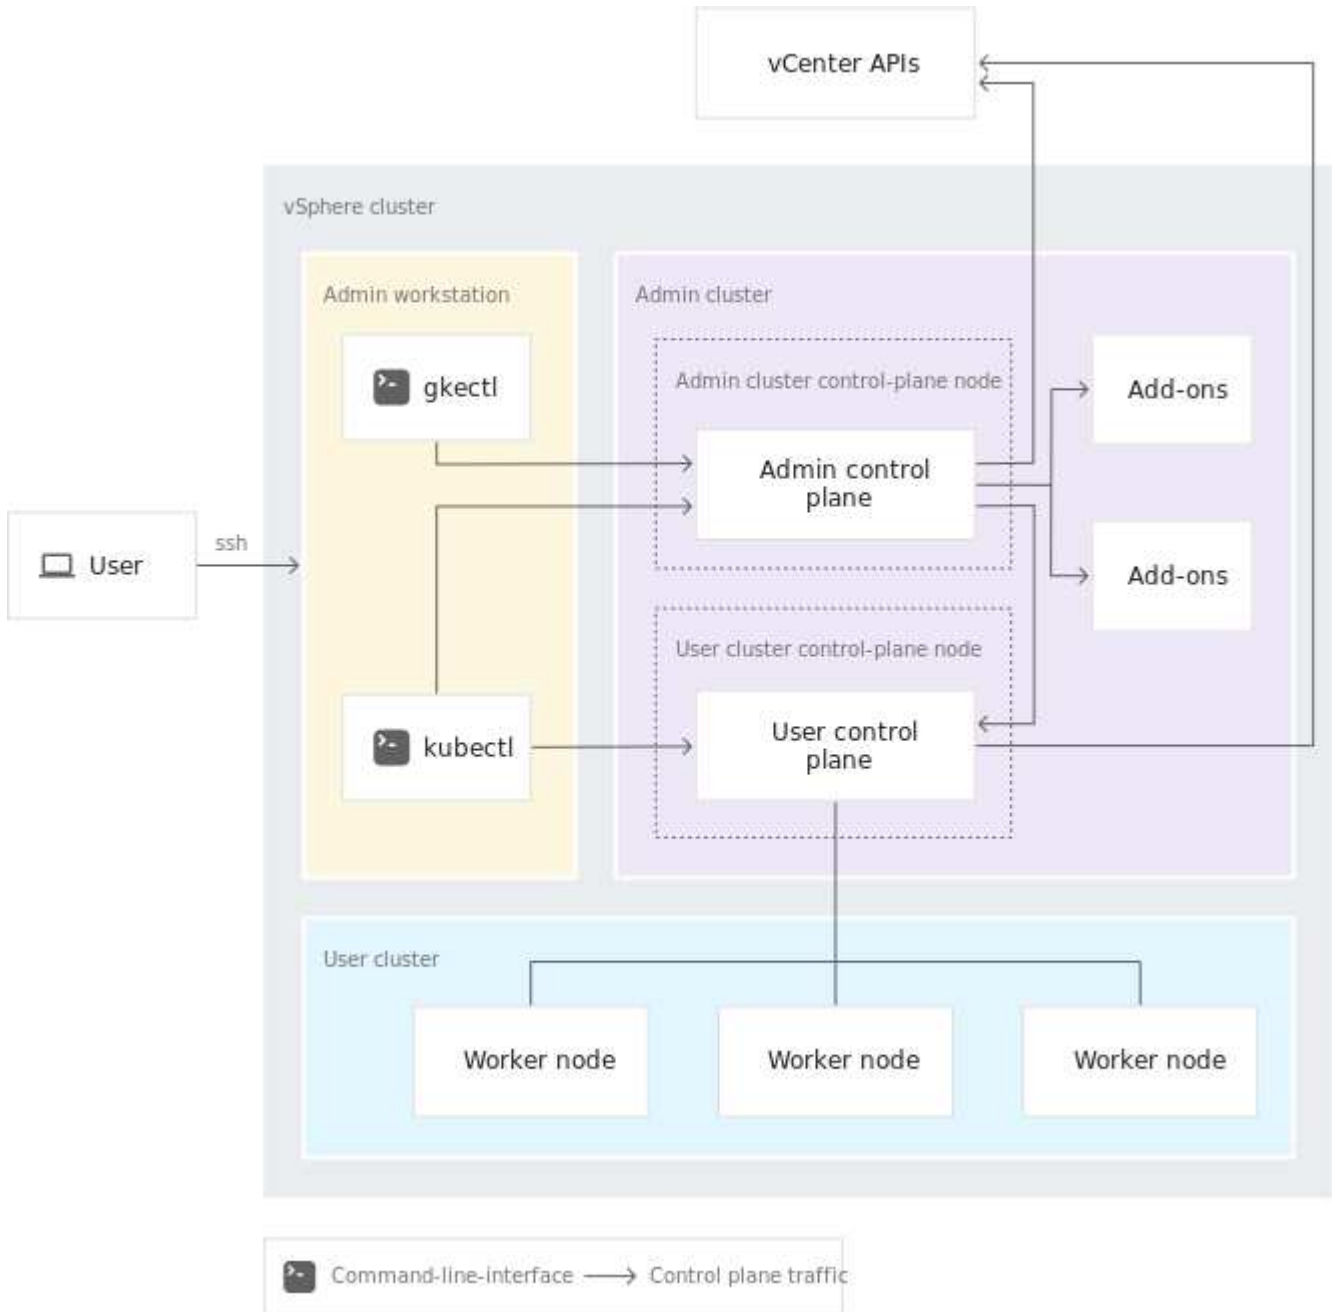 vCenter APIs
vSphere cluster
Admin workstation
Admin cluster
gkectl
Admin cluster control-plane node
Add-ons
Admin control
plane
User
ssh
Add-ons
User cluster control-plane node
kubectl
User control
plane
User cluster
Worker node
Worker node
Worker node
Command-line-interface
Control plane traffic